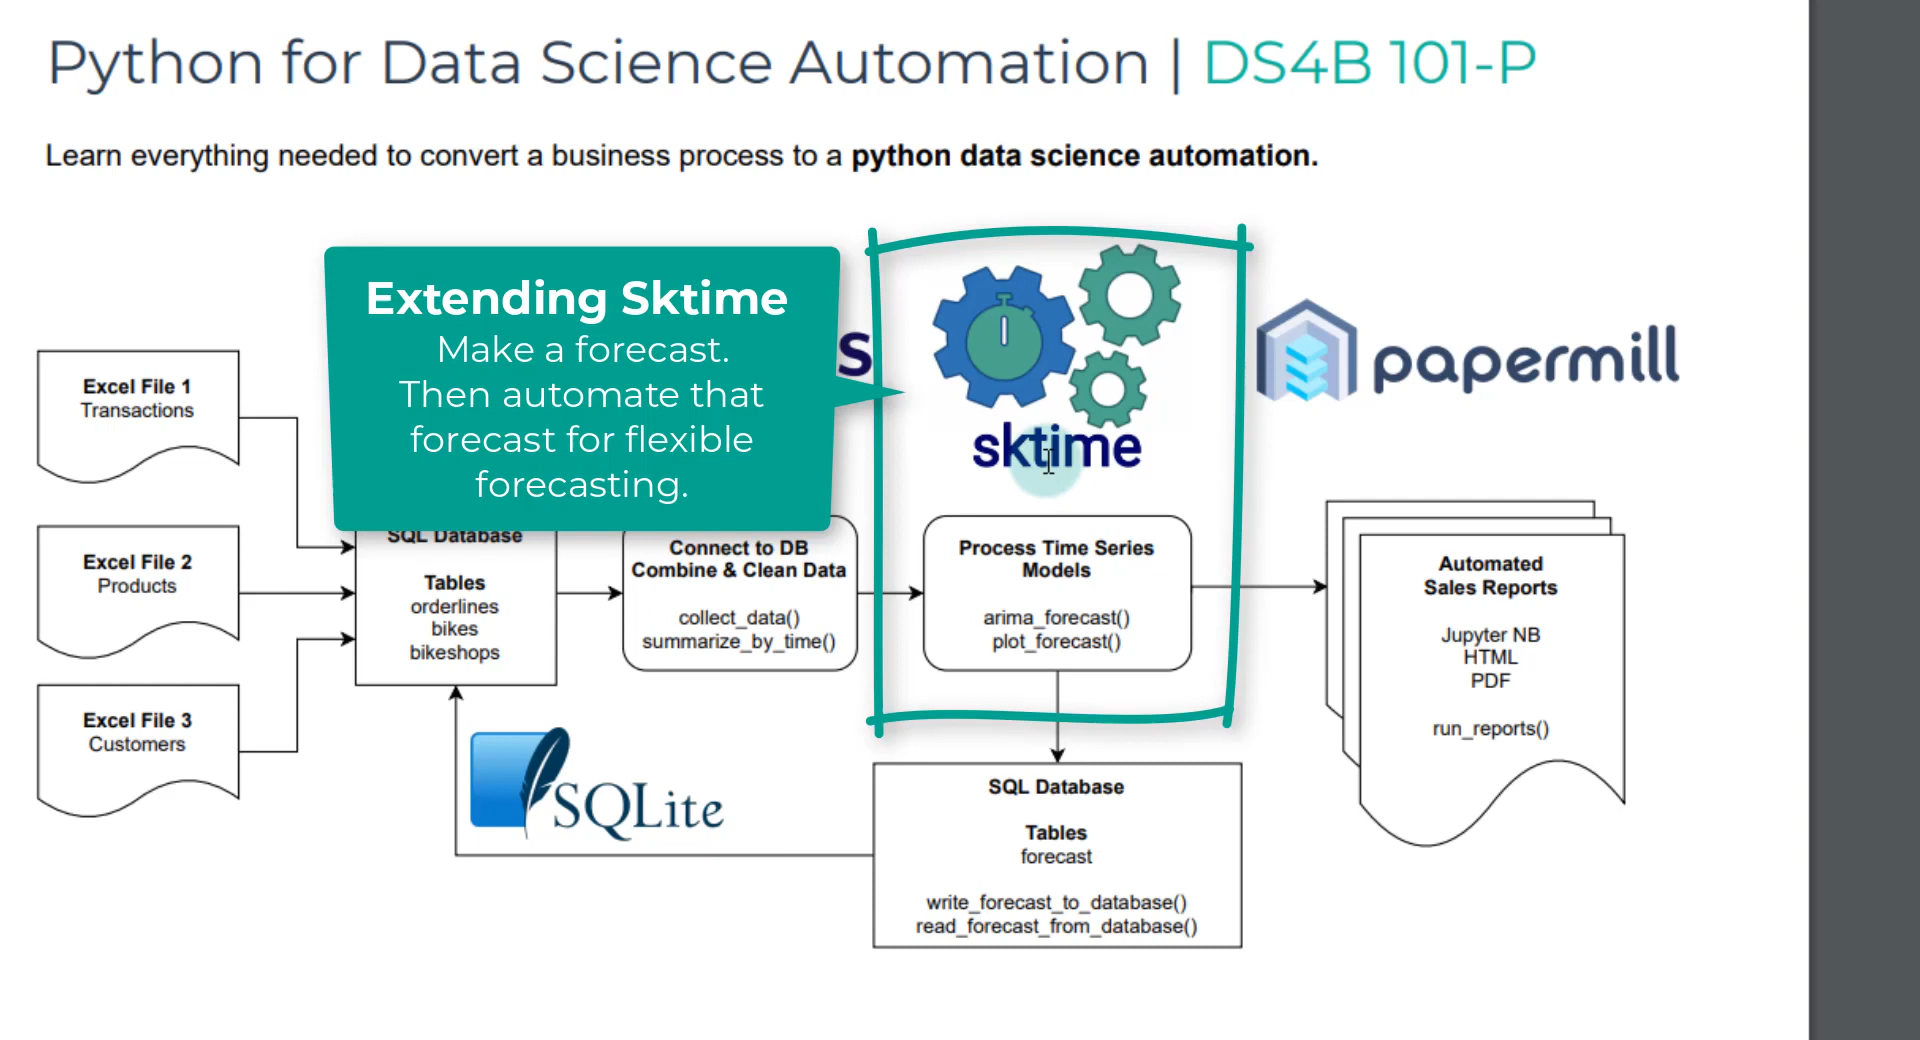 Python for Data Science Automation | DS4B 101-P
Learn everything needed to convert a business process to a python data science automation.
Extending Sktime
Make a forecast.
Then automate that
forecast for flexible
forecasting.
s
sktime
papermill
Excel File 1
Transactions
Excel File 2
Products
Excel File 3
Customers
SQL Database
Tables
orderlines
bikes
bikeshops
Connect to DB
Combine & Clean Data
collect_data()
summarize_by_time()
Process Time Series
Models
arima_forecast()
plot_forecast()
Automated
Sales Reports
Jupyter NB
HTML
PDF
run_reports()
SQLite
SQL Database
Tables
forecast
write_forecast_to_database()
read_forecast_from_database()